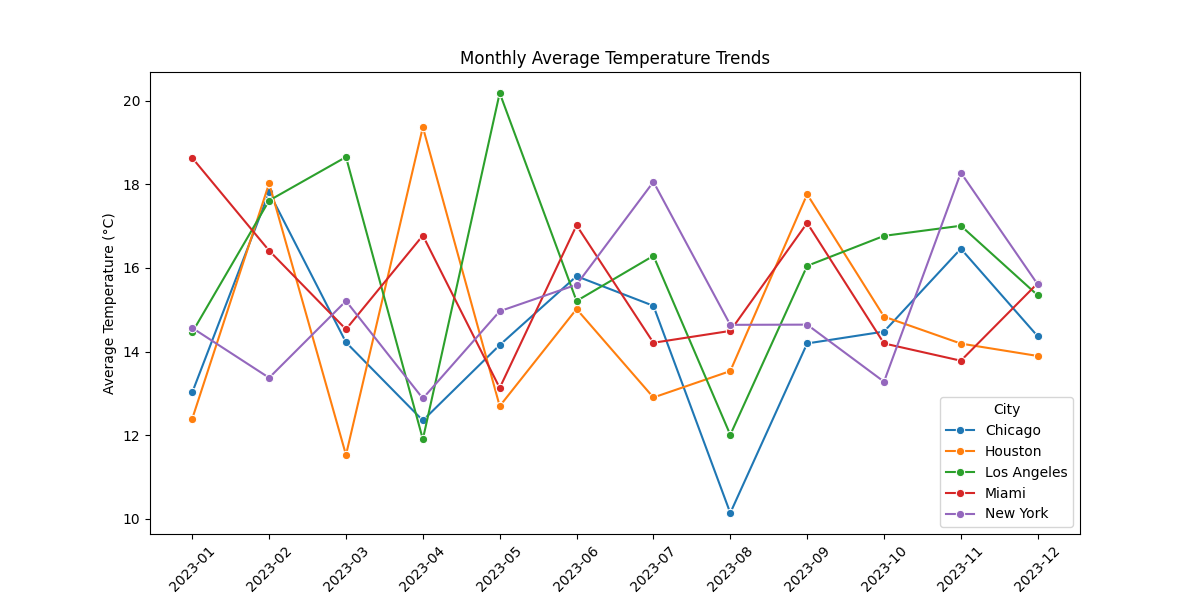 Monthly Average Temperature Trends
Average Temperature (°C)
20
18
16
14
12
10
2023-01
2023-02
2023-03
2023-04
2023-05
2023-06
2023-07
2023-08
2023-09
2023-10
2023-11
2023-12
City
Chicago
Houston
Los Angeles
Miami
New York